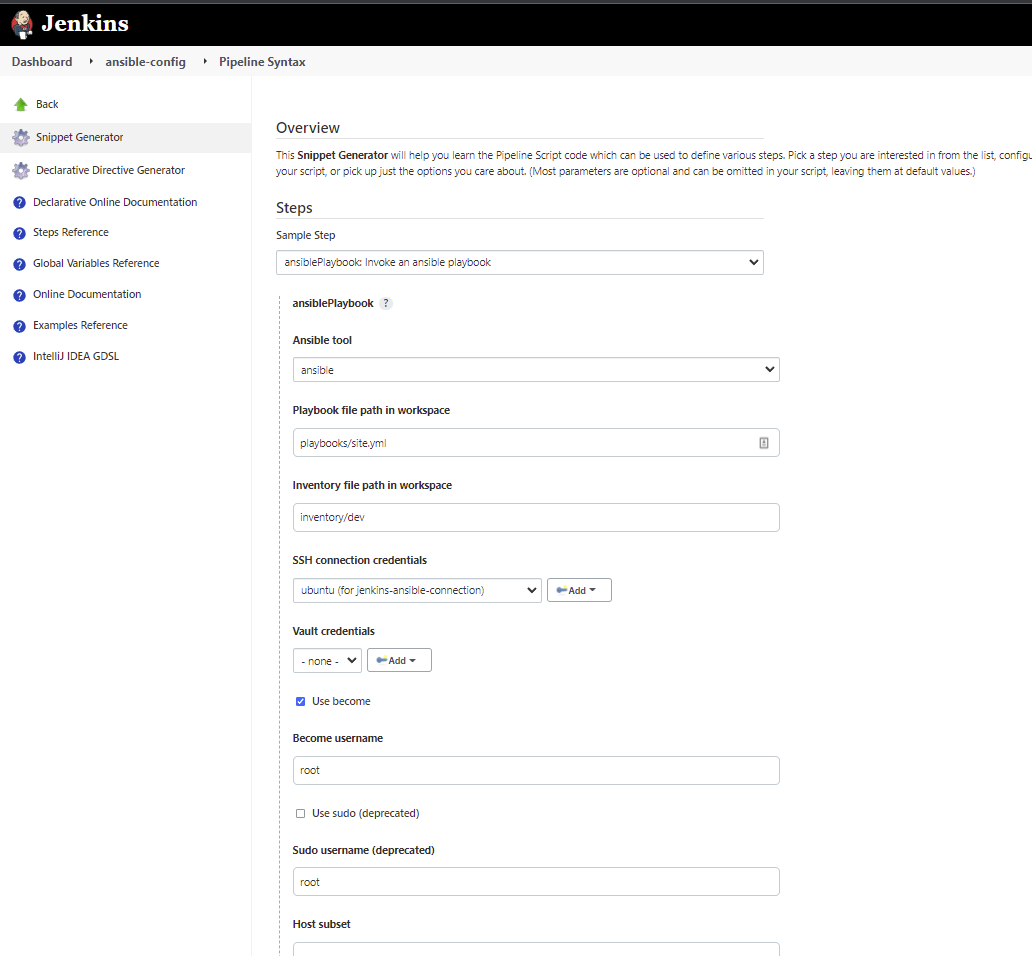 Jenkins
Dashboard ansible-config Pipeline Syntax
Back
Snippet Generator
Declarative Directive Generator
Declarative Online Documentation
Steps Reference
Global Variables Reference
Online Documentation
Examples Reference
IntelliJ IDEA GDSL
Overview
This Snippet Generator will help you learn the Pipeline Script code which can be used to define various steps. Pick a step you are interested in from the list, configu
your script, or pick up just the options you care about. (Most parameters are optional and can be omitted in your script, leaving them at default values.)
Steps
Sample Step
ansiblePlaybook: Invoke an ansible playbook
ansiblePlaybook ?
Ansible tool
ansible
Playbook file path in workspace
playbooks/site.yml
Inventory file path in workspace
inventory/dev
SSH connection credentials
ubuntu (for jenkins-ansible-connection) Add
Vault credentials
- none - Add
Use become
Become username
root
Use sudo (deprecated)
Sudo username (deprecated)
root
Host subset